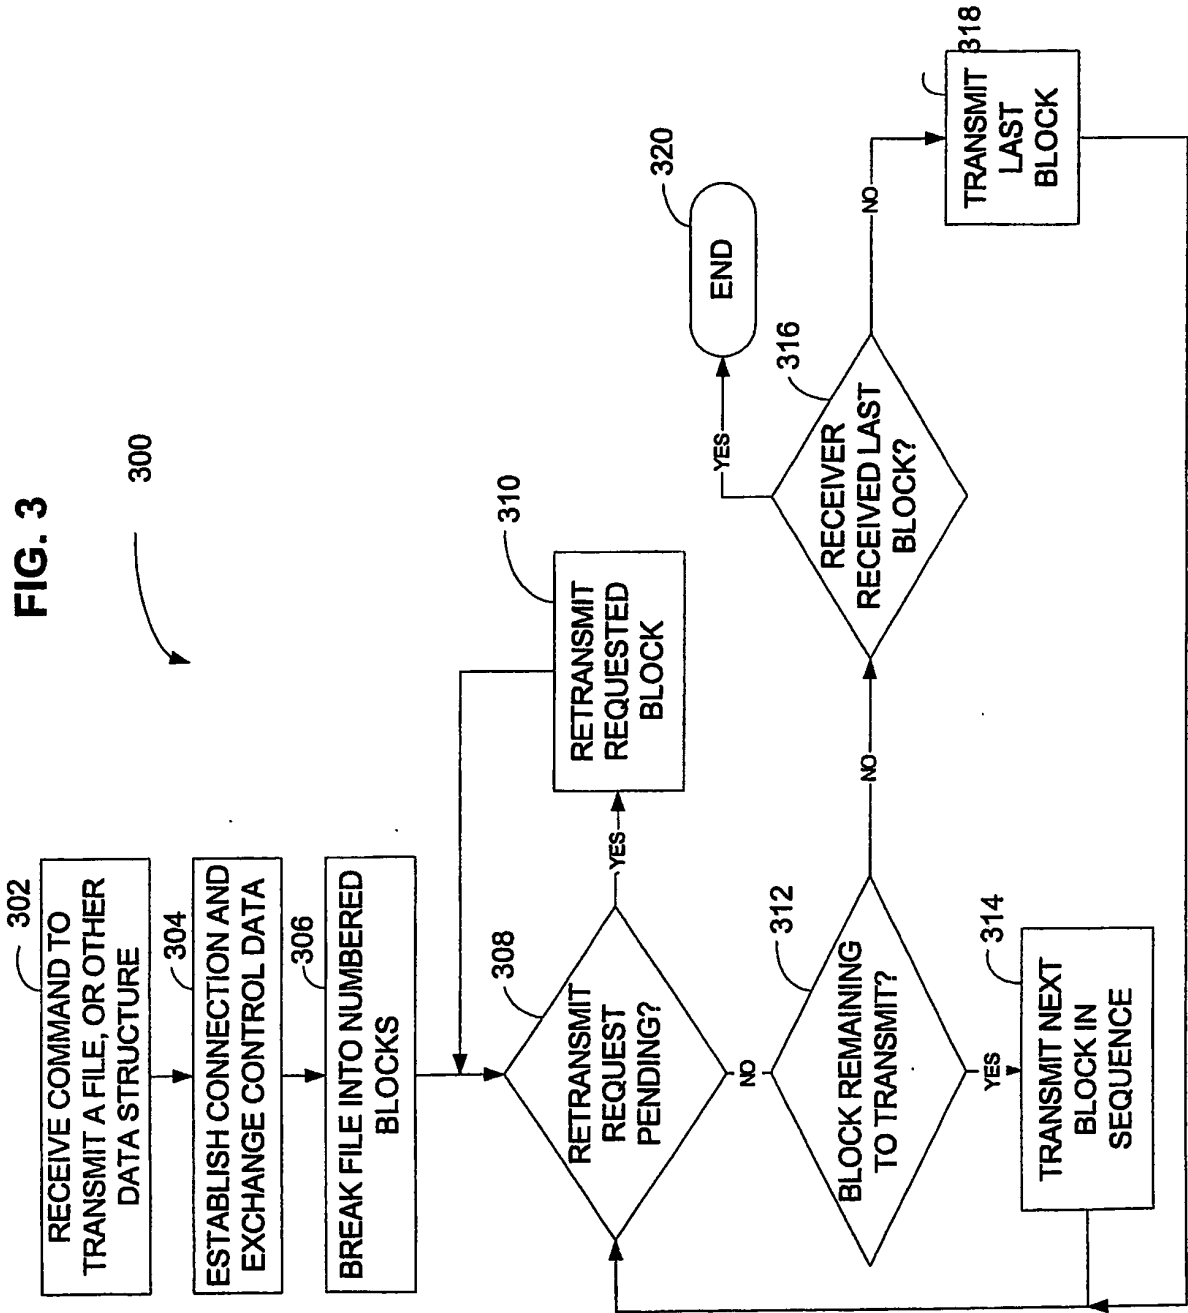 FIG. 3
300
302
RECEIVE COMMAND TO
TRANSMIT A FILE, OR OTHER
DATA STRUCTURE
304
ESTABLISH CONNECTION AND
EXCHANGE CONTROL DATA
306
BREAK FILE INTO NUMBERED
BLOCKS
308
RETRANSMIT
REQUEST
PENDING?
YES
310
RETRANSMIT
REQUESTED
BLOCK
NO
312
BLOCK REMAINING
TO TRANSMIT?
YES
314
TRANSMIT NEXT
BLOCK IN
SEQUENCE
NO
316
RECEIVER
RECEIVED LAST
BLOCK?
YES
320
END
NO
318
TRANSMIT
LAST
BLOCK